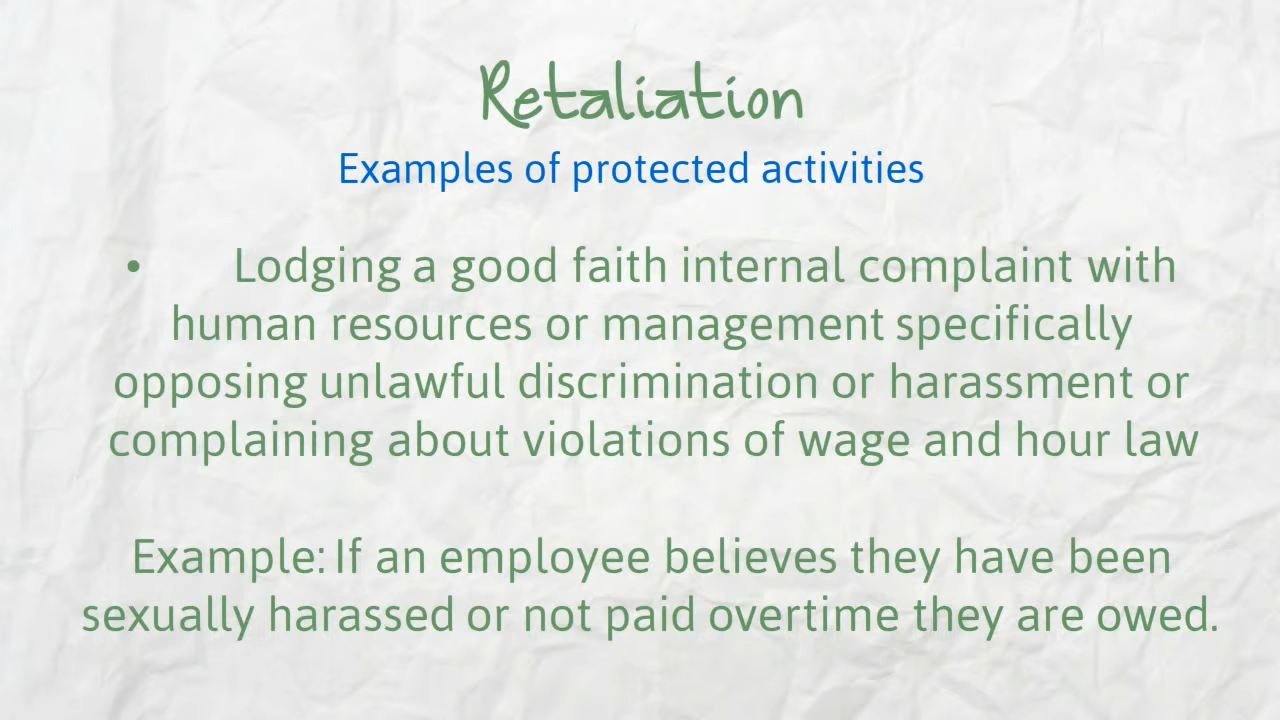 Retaliation
Examples of protected activities
• Lodging a good faith internal complaint with
human resources or management specifically
opposing unlawful discrimination or harassment or
complaining about violations of wage and hour law
Example: If an employee believes they have been
sexually harassed or not paid overtime they are owed.